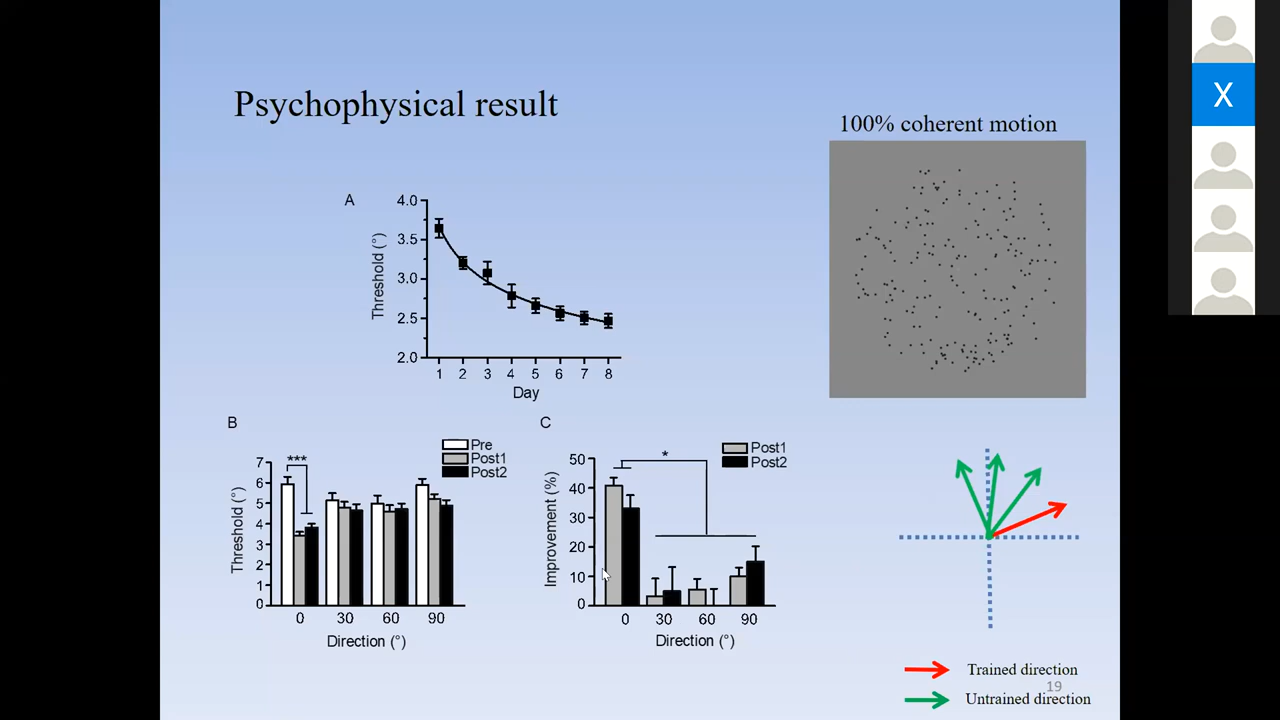 Psychophysical result
100% coherent motion
X
A
4.0
3.5
3.0
2.5
2.0
Threshold (°)
1 2 3 4 5 6 7 8
Day
B
Pre
Post1
Post2
***
7
6
5
4
3
2
1
0
Threshold (°)
0 30 60 90
Direction (°)
C
Post1
Post2
*
50
40
30
20
10
0
Improvement (%)
0 30 60 90
Direction (°)
Trained direction
19
Untrained direction